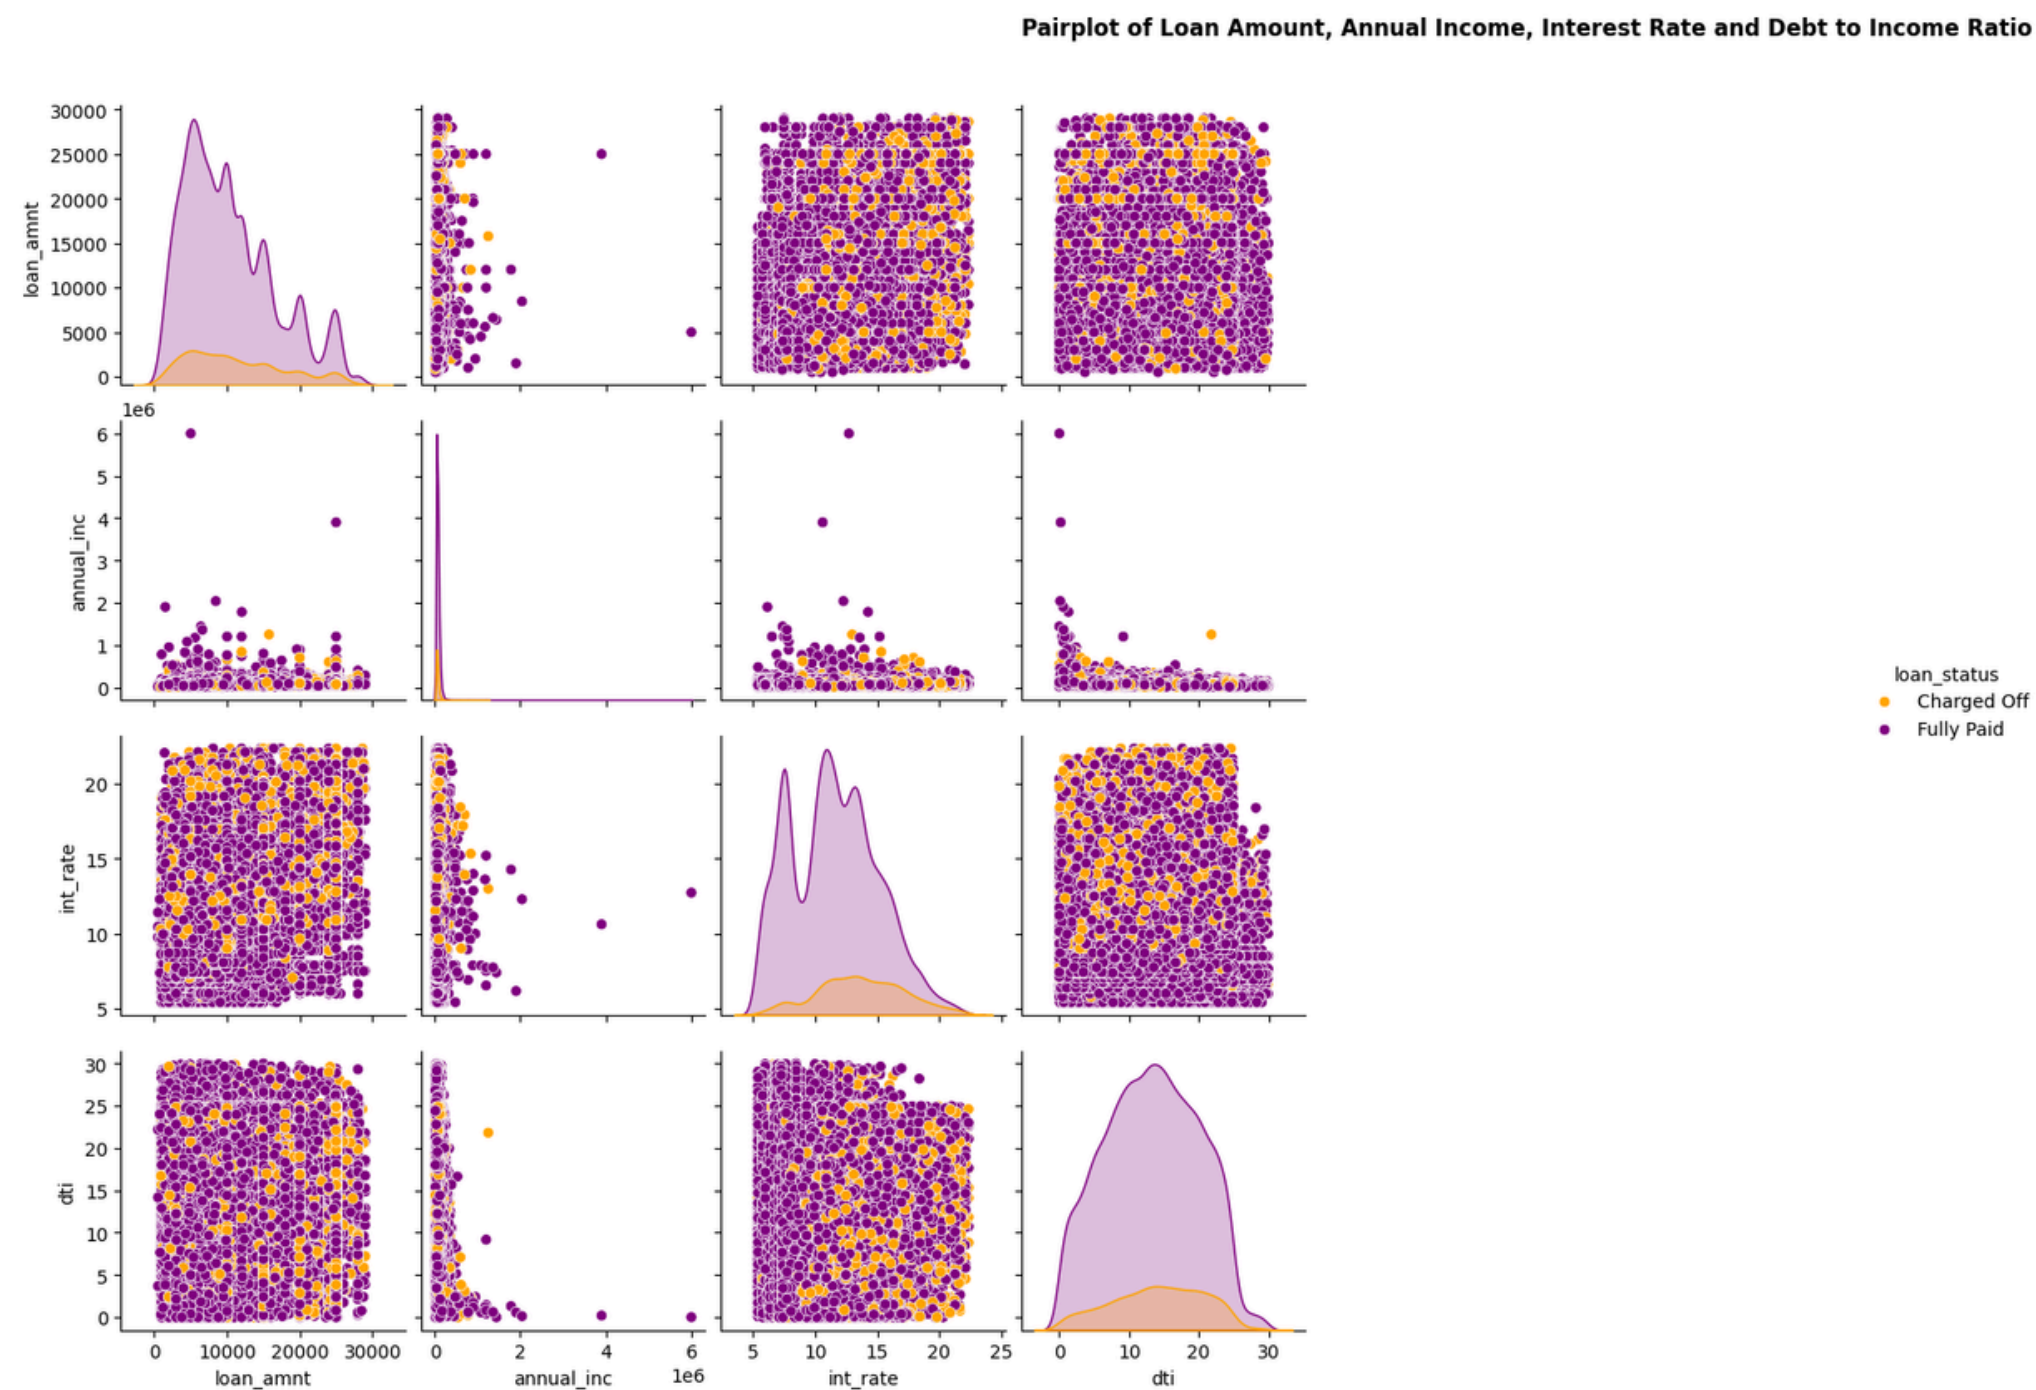 Pairplot of Loan Amount, Annual Income, Interest Rate and Debt to Income Ratio
30000
25000
20000
15000
10000
5000
0
loan_amnt
1e6
6
5
4
3
2
1
0
annual_inc
loan_status
Charged Off
Fully Paid
20
15
10
5
int_rate
30
25
20
15
10
5
0
dti
0 10000 20000 30000
0 2 4 6
5 10 15 20 25
0 10 20 30
loan_amnt
annual_inc
1e6
int_rate
dti